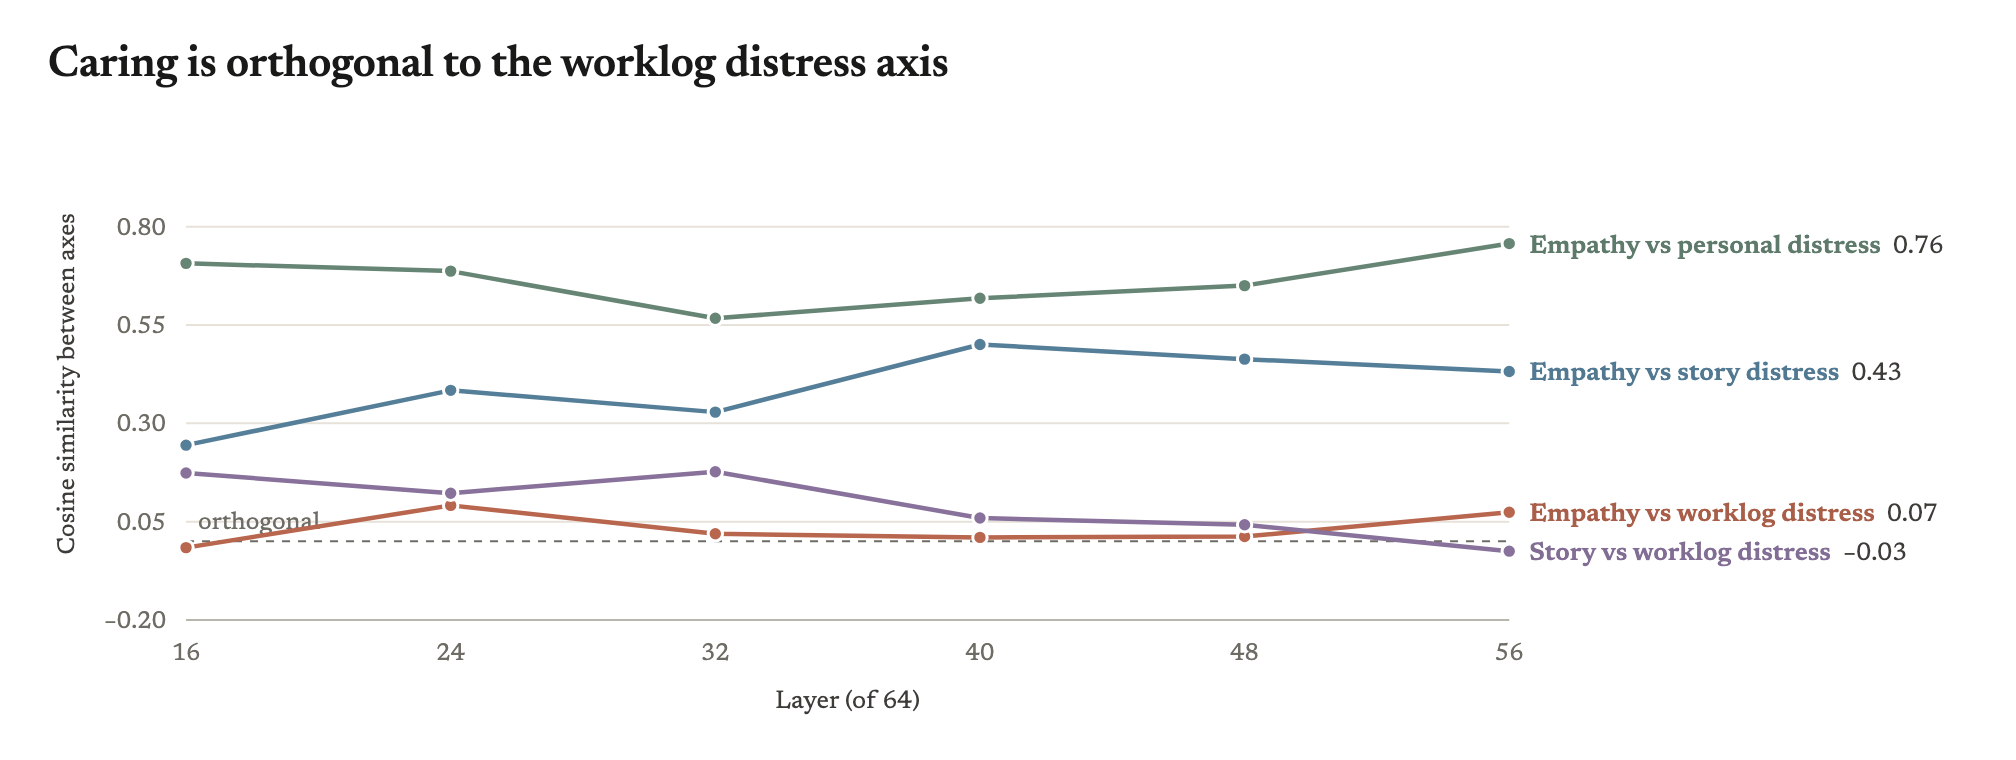 Caring is orthogonal to the worklog distress axis
Cosine similarity between axes
0.80
0.55
0.30
0.05
−0.20
orthogonal
Empathy vs personal distress 0.76
Empathy vs story distress 0.43
Empathy vs worklog distress 0.07
Story vs worklog distress −0.03
16 24 32 40 48 56
Layer (of 64)